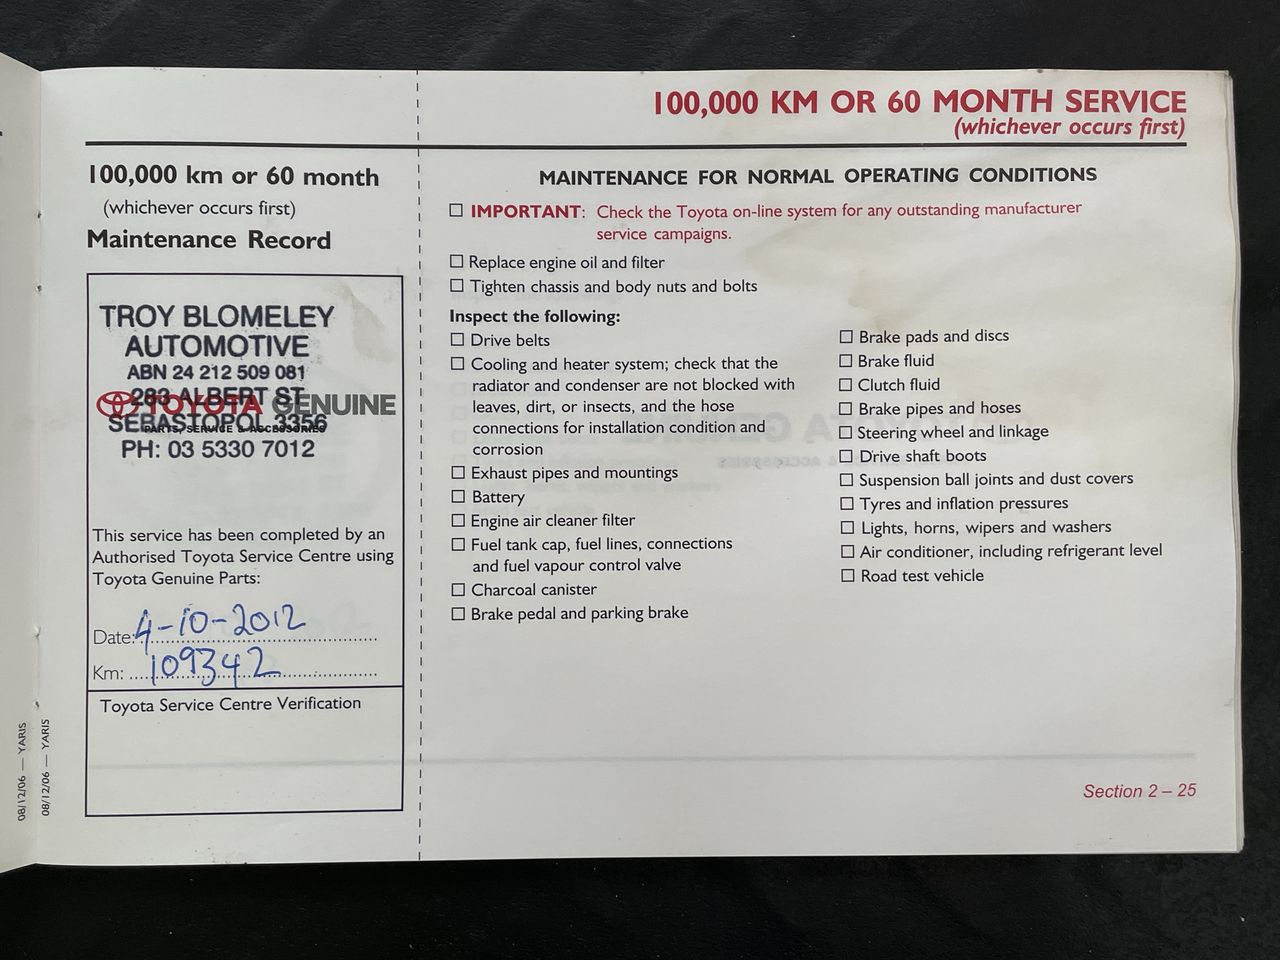 100,000 KM OR 60 MONTH SERVICE
(whichever occurs first)
100,000 km or 60 month
(whichever occurs first)
Maintenance Record
TROY BLOMELEY
AUTOMOTIVE
ABN 24 212 509 081
283 ALBERT ST
TOYOTA GENUINE
SEBASTOPOL 3356
PARTS, SERVICE & ACCESSORIES
PH: 03 5330 7012
This service has been completed by an
Authorised Toyota Service Centre using
Toyota Genuine Parts:
Date: 4-10-2012
Km: 109342
Toyota Service Centre Verification
08/12/06 — YARIS
08/12/06 — YARIS
MAINTENANCE FOR NORMAL OPERATING CONDITIONS
IMPORTANT: Check the Toyota on-line system for any outstanding manufacturer
service campaigns.
Replace engine oil and filter
Tighten chassis and body nuts and bolts
Inspect the following:
Drive belts
Cooling and heater system; check that the
radiator and condenser are not blocked with
leaves, dirt, or insects, and the hose
connections for installation condition and
corrosion
Exhaust pipes and mountings
Battery
Engine air cleaner filter
Fuel tank cap, fuel lines, connections
and fuel vapour control valve
Charcoal canister
Brake pedal and parking brake
Brake pads and discs
Brake fluid
Clutch fluid
Brake pipes and hoses
Steering wheel and linkage
Drive shaft boots
Suspension ball joints and dust covers
Tyres and inflation pressures
Lights, horns, wipers and washers
Air conditioner, including refrigerant level
Road test vehicle
Section 2 – 25